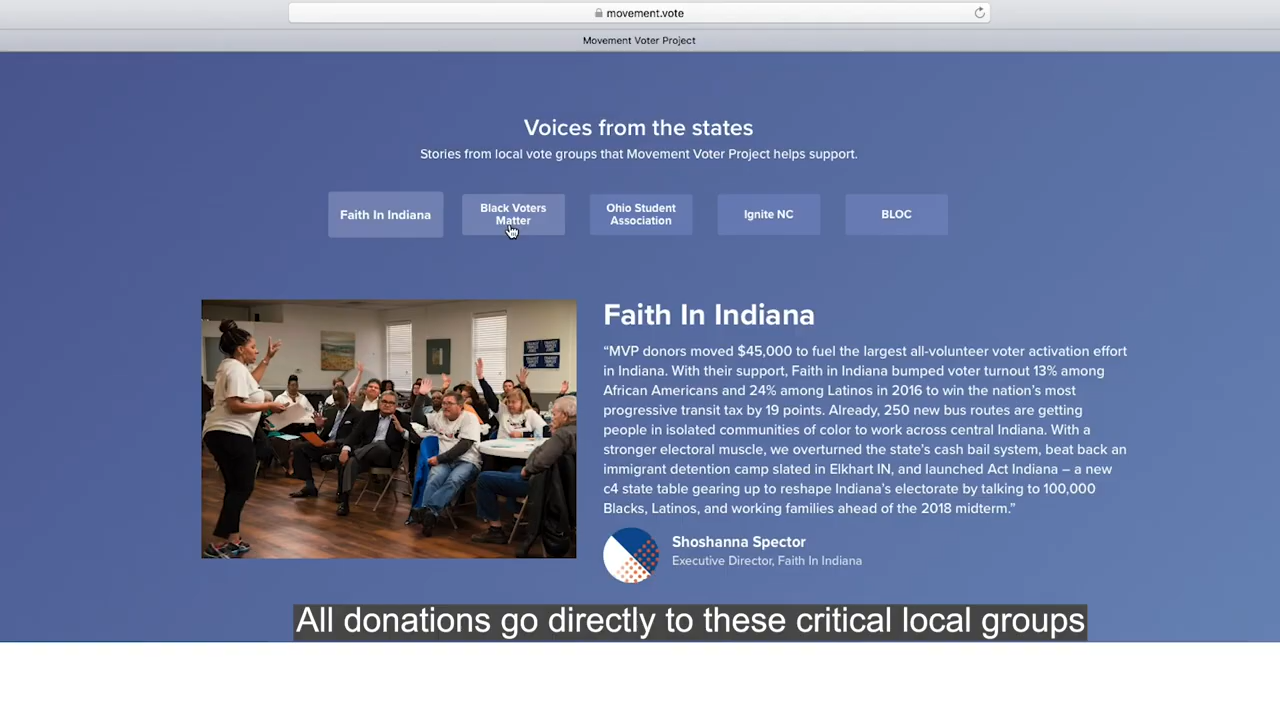 movement.vote
Movement Voter Project
Voices from the states
Stories from local vote groups that Movement Voter Project helps support.
Faith In Indiana
Black Voters
Matter
Ohio Student
Association
Ignite NC
BLOC
Faith In Indiana
“MVP donors moved $45,000 to fuel the largest all-volunteer voter activation effort
in Indiana. With their support, Faith in Indiana bumped voter turnout 13% among
African Americans and 24% among Latinos in 2016 to win the nation’s most
progressive transit tax by 19 points. Already, 250 new bus routes are getting
people in isolated communities of color to work across central Indiana. With a
stronger electoral muscle, we overturned the state’s cash bail system, beat back an
immigrant detention camp slated in Elkhart IN, and launched Act Indiana – a new
c4 state table gearing up to reshape Indiana’s electorate by talking to 100,000
Blacks, Latinos, and working families ahead of the 2018 midterm.”
Shoshanna Spector
Executive Director, Faith In Indiana
All donations go directly to these critical local groups